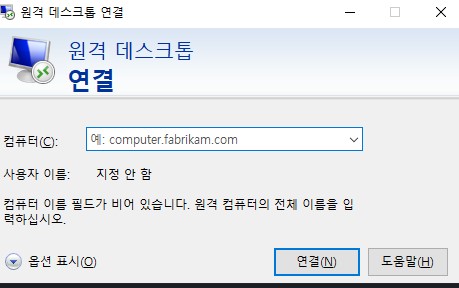 원격 데스크톱 연결
원격 데스크톱
연결
컴퓨터(C):
예: computer.fabrikam.com
사용자 이름:
지정 안 함
컴퓨터 이름 필드가 비어 있습니다. 원격 컴퓨터의 전체 이름을 입
력하십시오.
옵션 표시(O)
연결(N)
도움말(H)